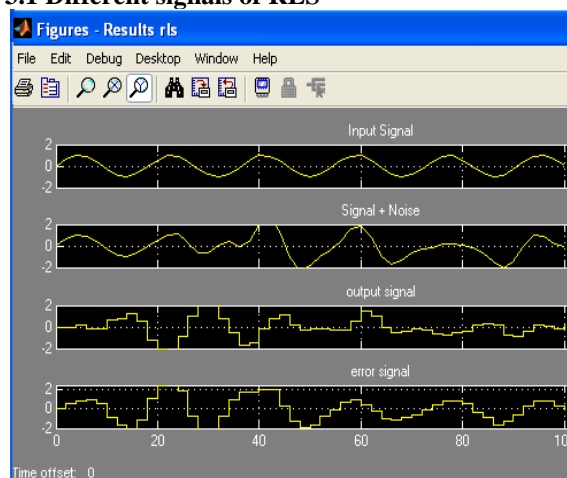 5.1 Different signals of RLS
Figures - Results rls
File Edit Debug Desktop Window Help
Input Signal
2
0
-2
Signal + Noise
2
0
-2
output signal
2
0
-2
error signal
2
0
-2
0 20 40 60 80 10
Time offset: 0